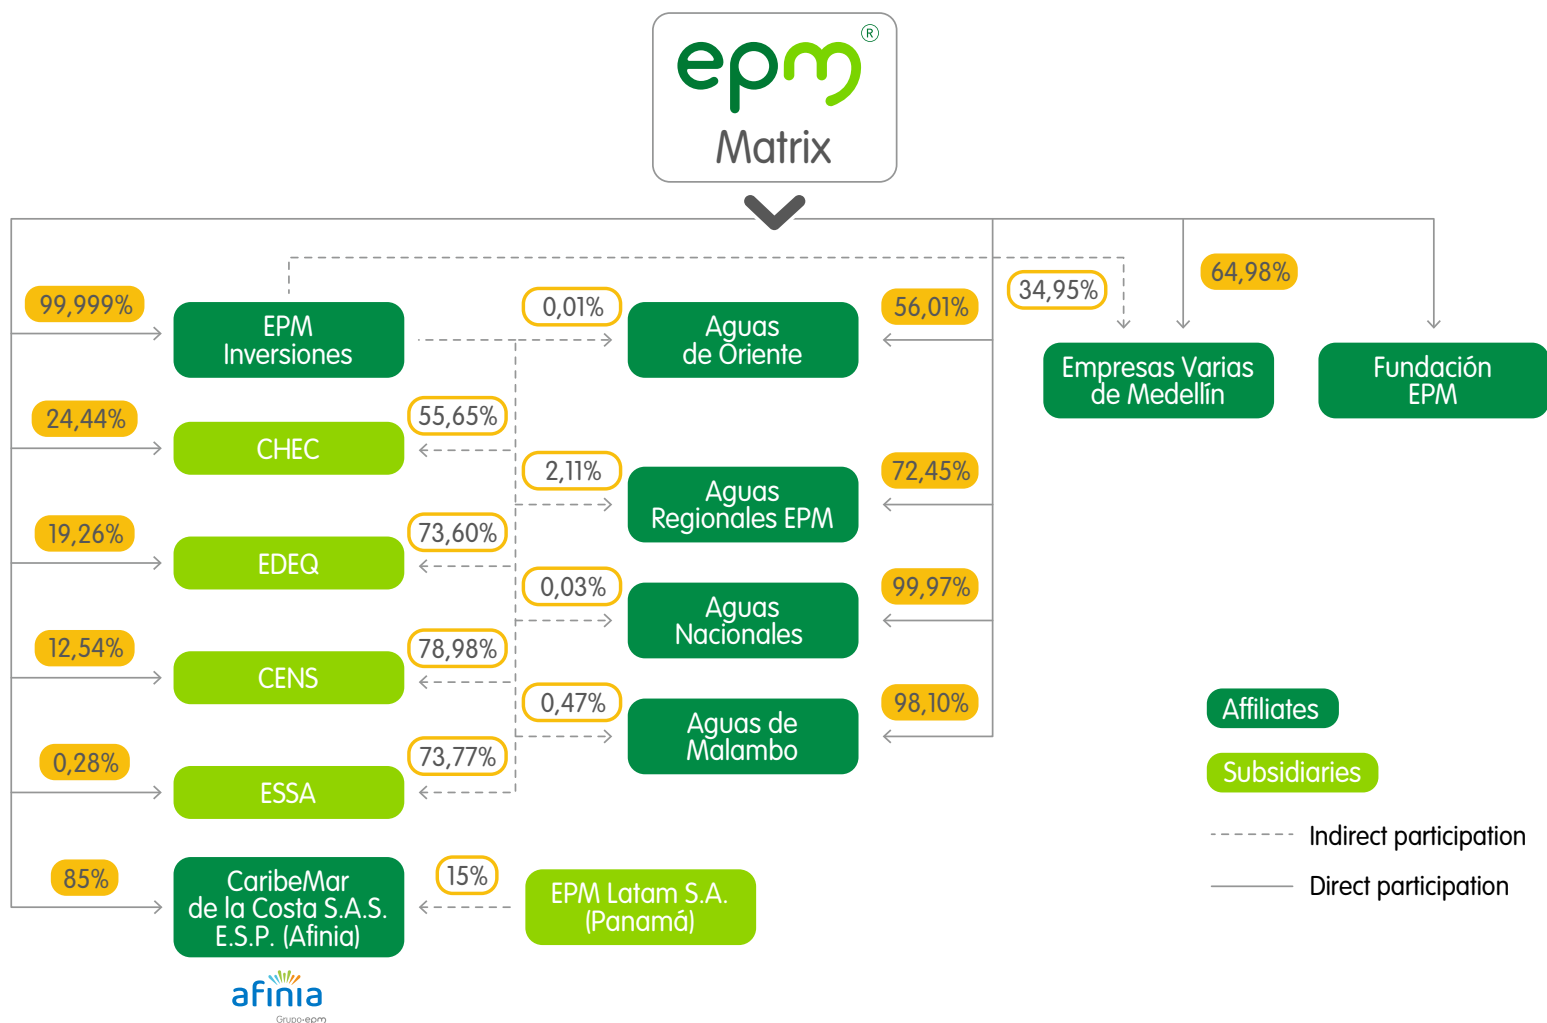 epm®
Matrix
99,999%
EPM
Inversiones
0,01%
Aguas
de Oriente
56,01%
34,95%
64,98%
Empresas Varias
de Medellín
Fundación
EPM
24,44%
CHEC
55,65%
2,11%
Aguas
Regionales EPM
72,45%
19,26%
EDEQ
73,60%
0,03%
Aguas
Nacionales
99,97%
12,54%
CENS
78,98%
0,47%
Aguas de
Malambo
98,10%
0,28%
ESSA
73,77%
85%
CaribeMar
de la Costa S.A.S.
E.S.P. (Afinia)
15%
EPM Latam S.A.
(Panamá)
afinia
Grupo·epm
Affiliates
Subsidiaries
Indirect participation
Direct participation